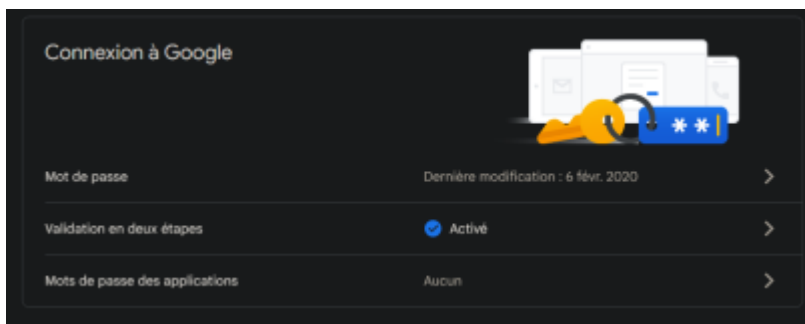 Connexion à Google
**
Mot de passe
Dernière modification : 6 févr. 2020
Validation en deux étapes
Activé
Mots de passe des applications
Aucun